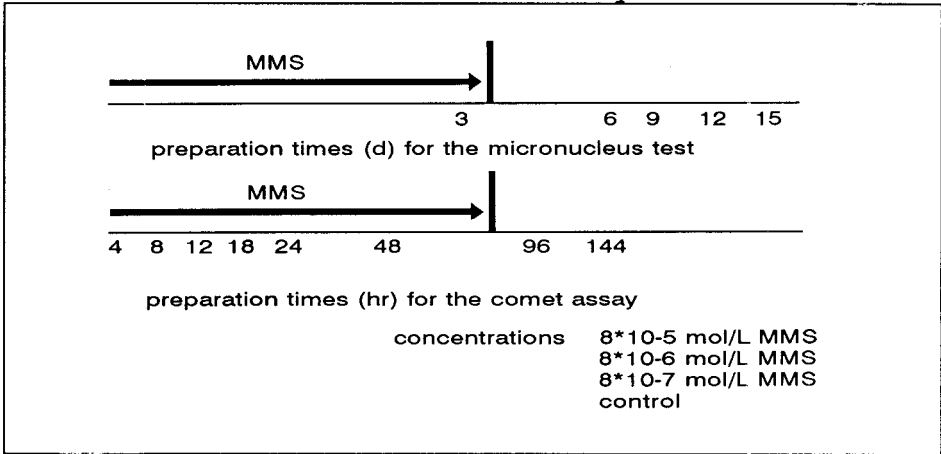 MMS
3 6 9 12 15
preparation times (d) for the micronucleus test
MMS
4 8 12 18 24 48 96 144
preparation times (hr) for the comet assay
concentrations 8*10-5 mol/L MMS
8*10-6 mol/L MMS
8*10-7 mol/L MMS
control